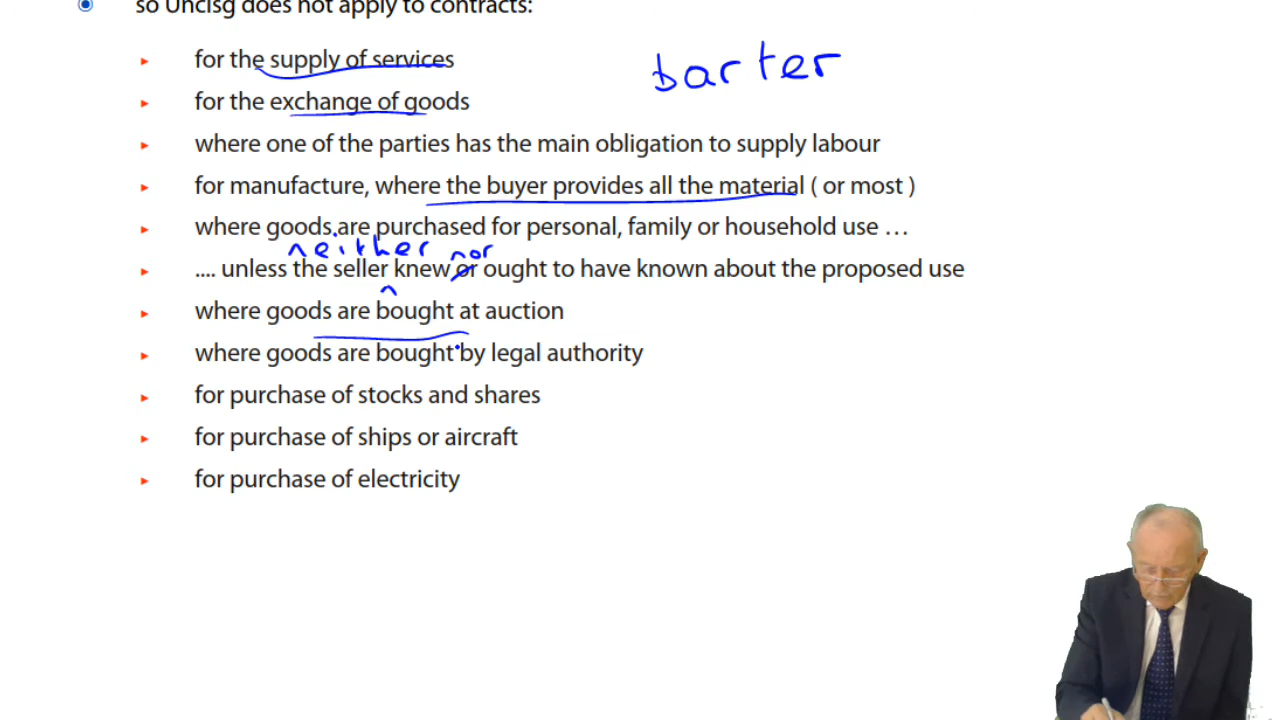 so Uncisg does not apply to contracts:
for the supply of services
barter
for the exchange of goods
where one of the parties has the main obligation to supply labour
for manufacture, where the buyer provides all the material ( or most )
where goods are purchased for personal, family or household use …
neither nor
.... unless the seller knew or ought to have known about the proposed use
where goods are bought at auction
where goods are bought by legal authority
for purchase of stocks and shares
for purchase of ships or aircraft
for purchase of electricity